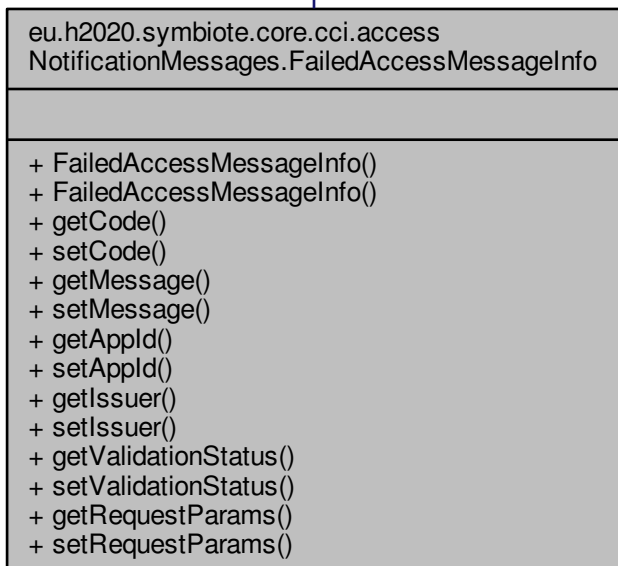 eu.h2020.symbiote.core.cci.access
NotificationMessages.FailedAccessMessageInfo
+ FailedAccessMessageInfo()
+ FailedAccessMessageInfo()
+ getCode()
+ setCode()
+ getMessage()
+ setMessage()
+ getAppId()
+ setAppId()
+ getIssuer()
+ setIssuer()
+ getValidationStatus()
+ setValidationStatus()
+ getRequestParams()
+ setRequestParams()